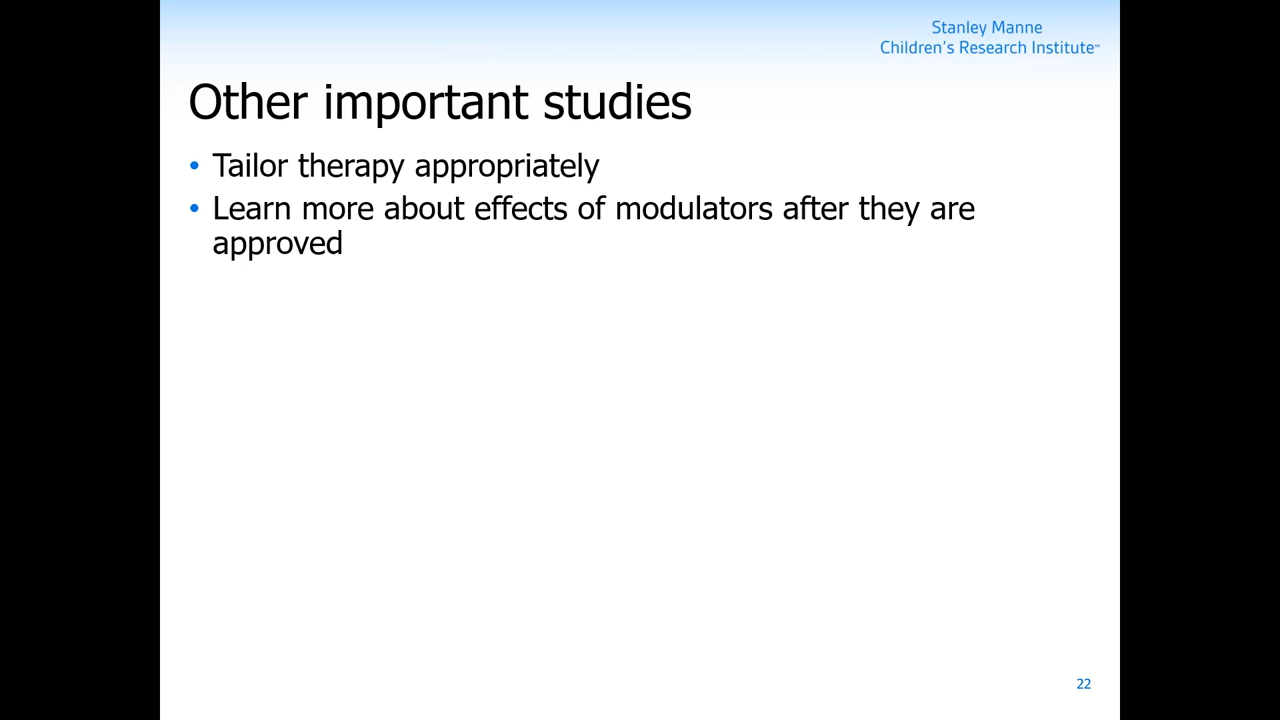 Stanley Manne
Children's Research Institute™
Other important studies
• Tailor therapy appropriately
• Learn more about effects of modulators after they are
approved
22